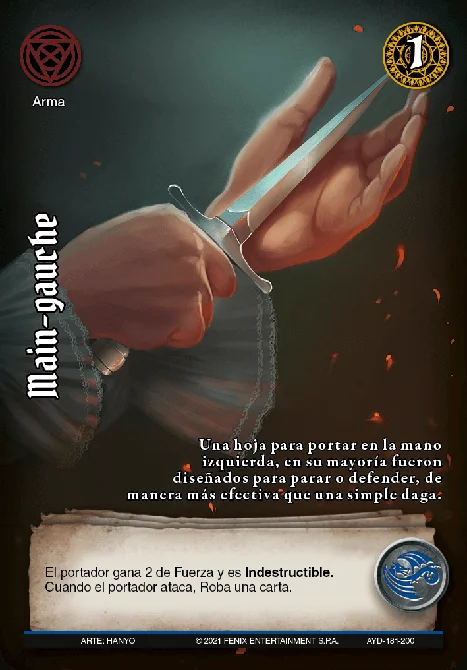 1
Arma
Main-gauche
Una hoja para portar en la mano
izquierda, en su mayoría fueron
diseñados para parar o defender, de
manera más efectiva que una simple daga.
El portador gana 2 de Fuerza y es Indestructible.
Cuando el portador ataca, Roba una carta.
ARTE: HANYO © 2021 FENIX ENTERTAINMENT S.P.A. AYD-181-200